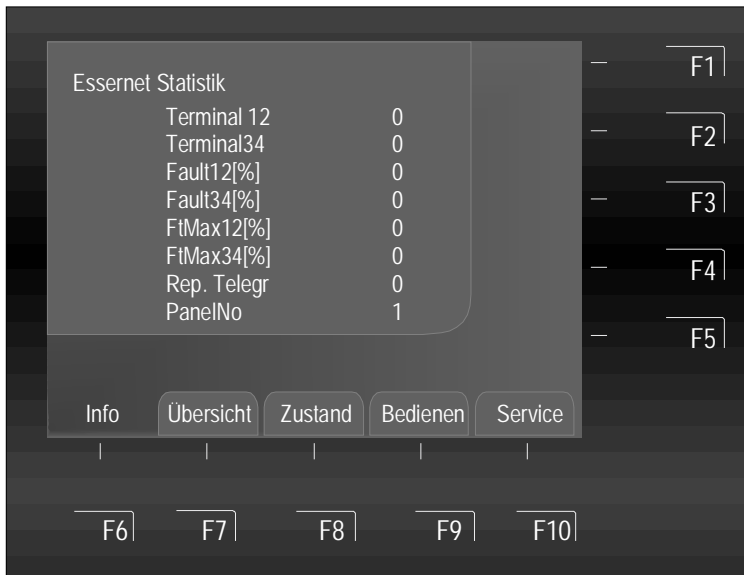 Essernet Statistik
Terminal 12 0
Terminal34 0
Fault12[%] 0
Fault34[%] 0
FtMax12[%] 0
FtMax34[%] 0
Rep. Telegr 0
PanelNo 1
F1
F2
F3
F4
F5
Info Übersicht Zustand Bedienen Service
F6 F7 F8 F9 F10